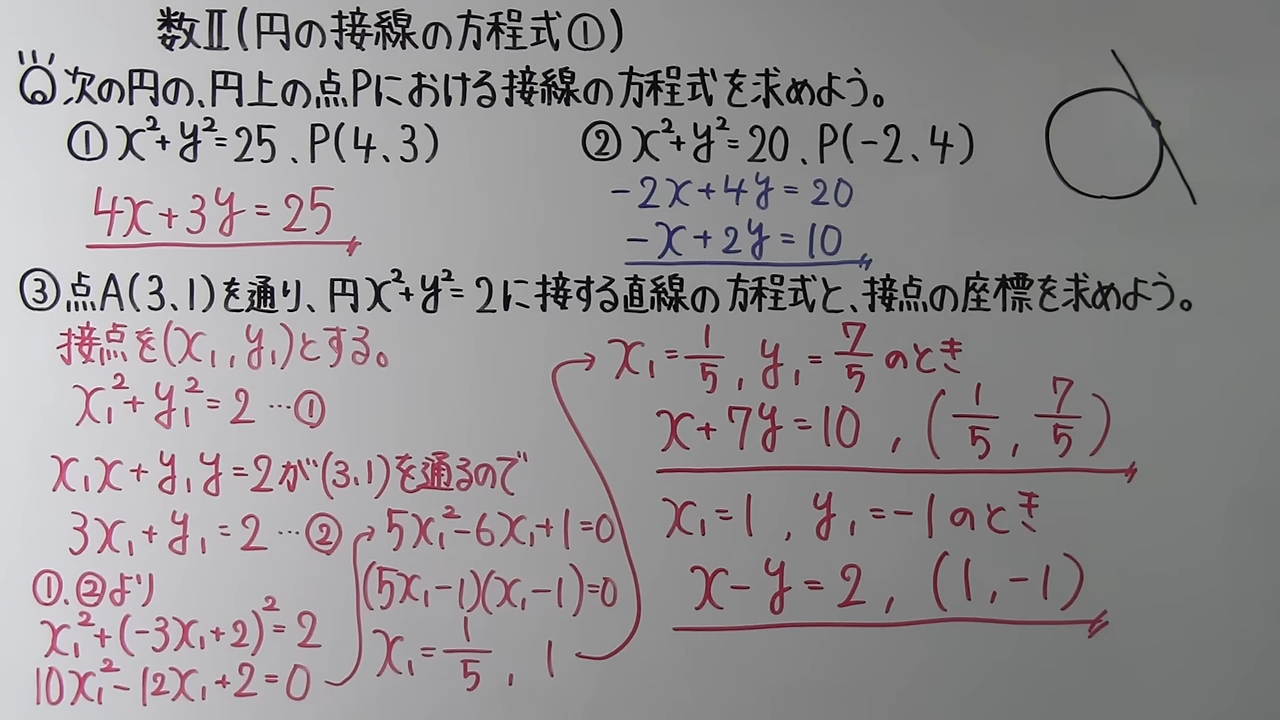 数Ⅱ(円の接線の方程式①)
Q次の円の、円上の点Pにおける接線の方程式を求めよう。
① x²+y²=25、P(4、3)
② x²+y²=20、P(-2、4)
4x+3y=25
-2x+4y=20
-x+2y=10
③点A(3、1)を通り、円x²+y²=2に接する直線の方程式と、接点の座標を求めよう。
接点を(x₁, y₁)とする。
x₁²+y₁²=2 …①
x₁x+y₁y=2が(3,1)を通るので
3x₁+y₁=2 …②
①、②より
x₁²+(-3x₁+2)²=2
10x₁²-12x₁+2=0
5x₁²-6x₁+1=0
(5x₁-1)(x₁-1)=0
x₁=1/5, 1
x₁=1/5, y₁=7/5のとき
x+7y=10, (1/5, 7/5)
x₁=1, y₁=-1のとき
x-y=2, (1,-1)